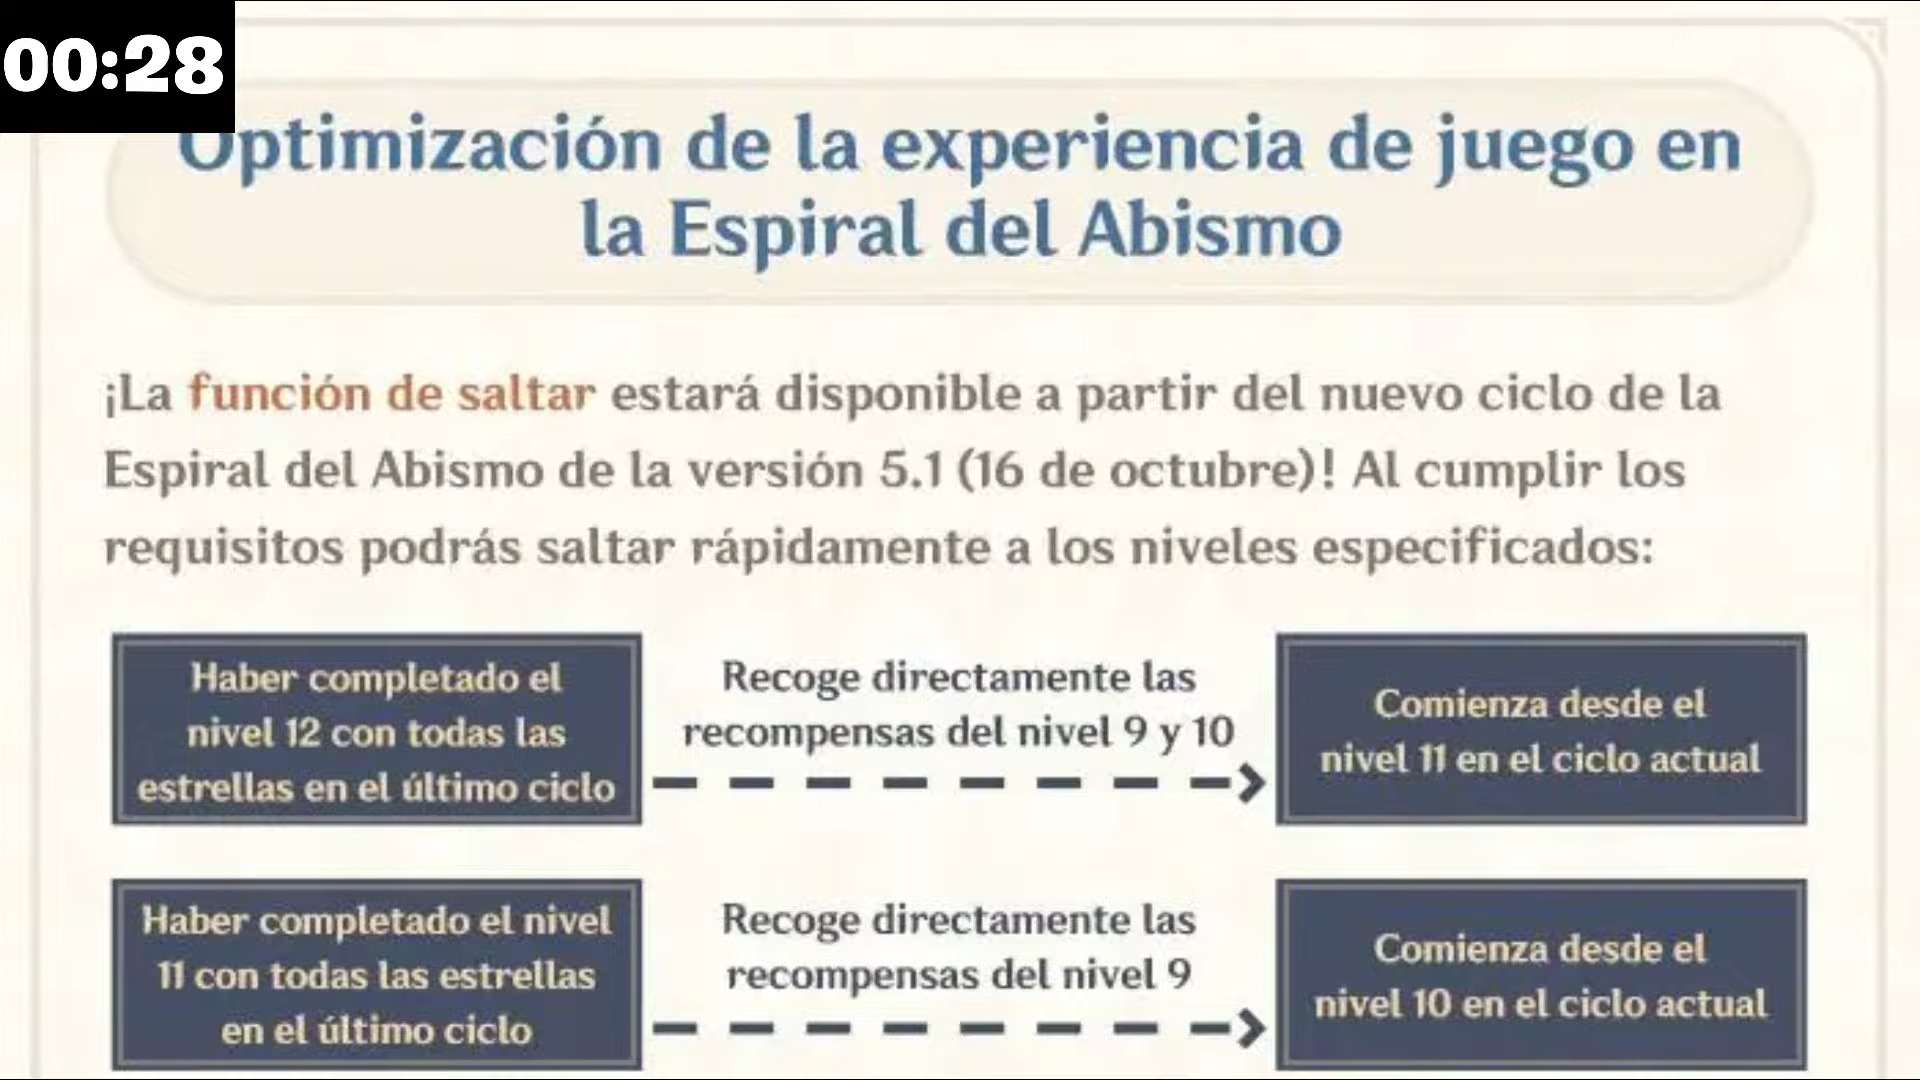 00:28
Optimización de la experiencia de juego en
la Espiral del Abismo
¡La función de saltar estará disponible a partir del nuevo ciclo de la
Espiral del Abismo de la versión 5.1 (16 de octubre)! Al cumplir los
requisitos podrás saltar rápidamente a los niveles especificados:
Haber completado el
nivel 12 con todas las
estrellas en el último ciclo
Recoge directamente las
recompensas del nivel 9 y 10
Comienza desde el
nivel 11 en el ciclo actual
Haber completado el nivel
11 con todas las estrellas
en el último ciclo
Recoge directamente las
recompensas del nivel 9
Comienza desde el
nivel 10 en el ciclo actual